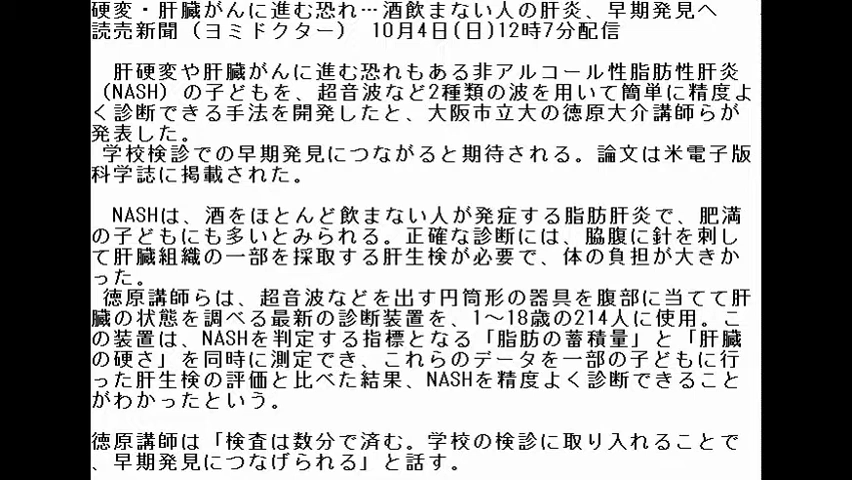 硬変・肝臓がんに進む恐れ…酒飲まない人の肝炎、早期発見へ
読売新聞（ヨミドクター） 10月4日(日)12時7分配信
肝硬変や肝臓がんに進む恐れもある非アルコール性脂肪性肝炎
（NASH）の子どもを、超音波など2種類の波を用いて簡単に精度よ
く診断できる手法を開発したと、大阪市立大の徳原大介講師らが
発表した。
学校検診での早期発見につながると期待される。論文は米電子版
科学誌に掲載された。
NASHは、酒をほとんど飲まない人が発症する脂肪肝炎で、肥満
の子どもにも多いとみられる。正確な診断には、脇腹に針を刺し
て肝臓組織の一部を採取する肝生検が必要で、体の負担が大きか
った。
徳原講師らは、超音波などを出す円筒形の器具を腹部に当てて肝
臓の状態を調べる最新の診断装置を、1～18歳の214人に使用。こ
の装置は、NASHを判定する指標となる「脂肪の蓄積量」と「肝臓
の硬さ」を同時に測定でき、これらのデータを一部の子どもに行
った肝生検の評価と比べた結果、NASHを精度よく診断できること
がわかったという。
徳原講師は「検査は数分で済む。学校の検診に取り入れることで
、早期発見につなげられる」と話す。